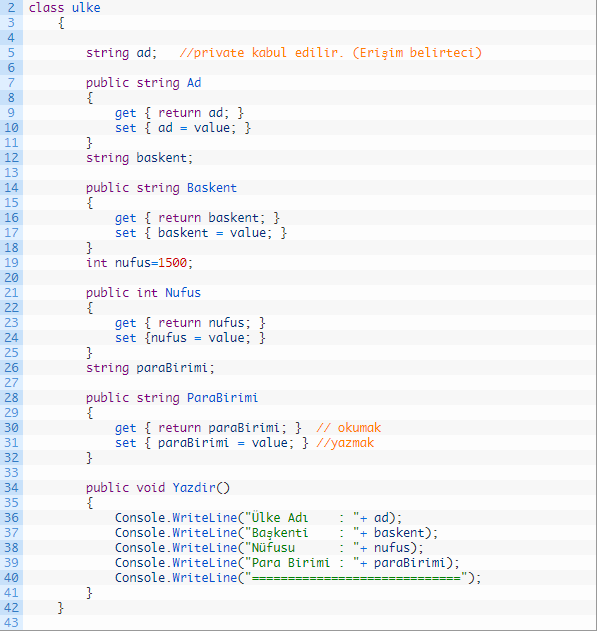 2 class ulke
3     {
4
5         string ad;   //private kabul edilir. (Erişim belirteci)
6
7         public string Ad
8         {
9             get { return ad; }
10             set { ad = value; }
11         }
12         string baskent;
13
14         public string Baskent
15         {
16             get { return baskent; }
17             set { baskent = value; }
18         }
19         int nufus=1500;
20
21         public int Nufus
22         {
23             get { return nufus; }
24             set {nufus = value; }
25         }
26         string paraBirimi;
27
28         public string ParaBirimi
29         {
30             get { return paraBirimi; }  // okumak
31             set { paraBirimi = value; } //yazmak
32         }
33
34         public void Yazdir()
35         {
36             Console.WriteLine("Ülke Adı    : "+ ad);
37             Console.WriteLine("Başkenti    : "+ baskent);
38             Console.WriteLine("Nüfusu      : "+ nufus);
39             Console.WriteLine("Para Birimi : "+ paraBirimi);
40             Console.WriteLine("=============================");
41         }
42     }
43